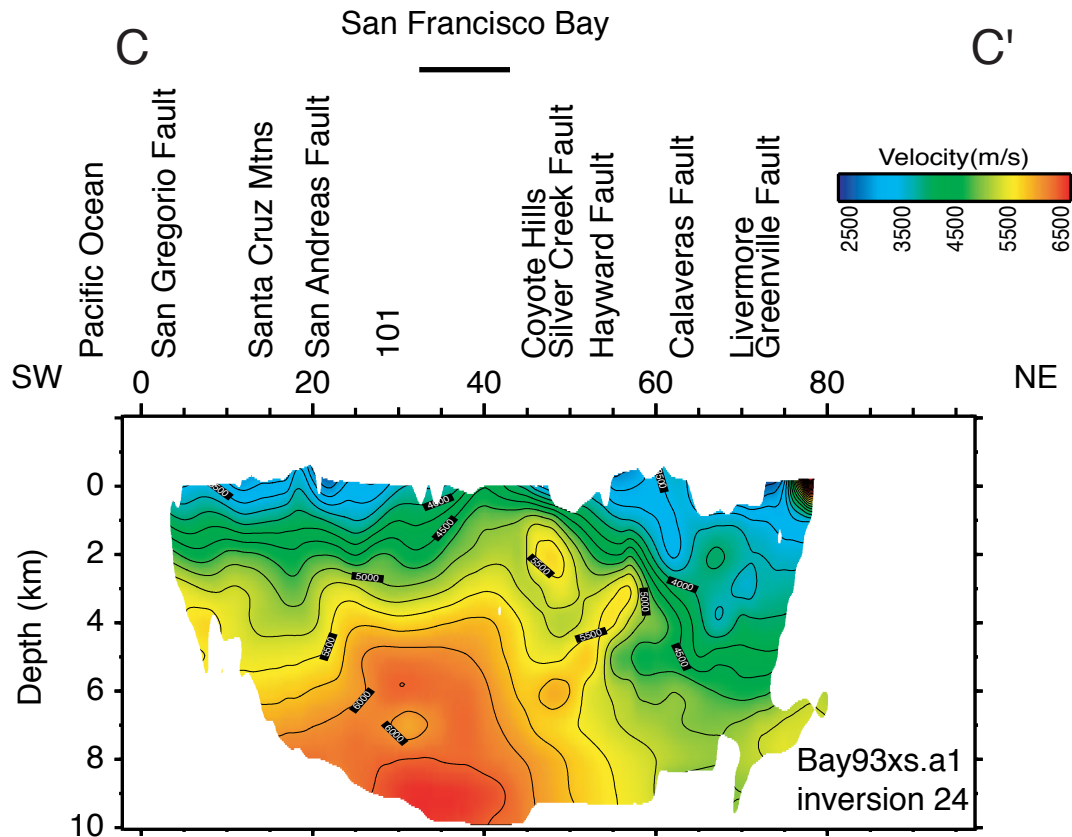 San Francisco Bay
C
C'
Pacific Ocean
San Gregorio Fault
Santa Cruz Mtns
San Andreas Fault
101
Coyote Hills
Silver Creek Fault
Hayward Fault
Calaveras Fault
Livermore
Greenville Fault
Velocity(m/s)
2500 3500 4500 5500 6500
SW
NE
0 20 40 60 80
Depth (km)
0
2
4
6
8
10
4500
5000
5500
6000
6000
5500
5500
5000
4000
4500
Bay93xs.a1
inversion 24